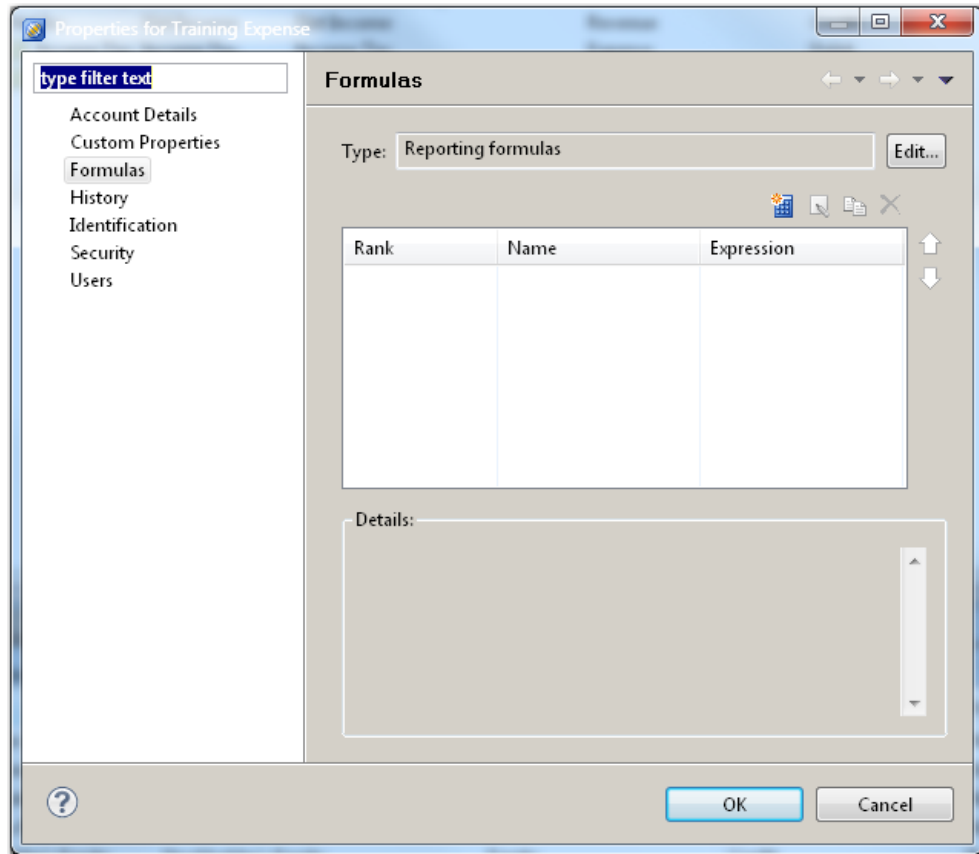 Properties for Training Expense
type filter text
Account Details
Custom Properties
Formulas
History
Identification
Security
Users
Formulas
Type: Reporting formulas Edit...
Rank Name Expression
Details:
OK Cancel